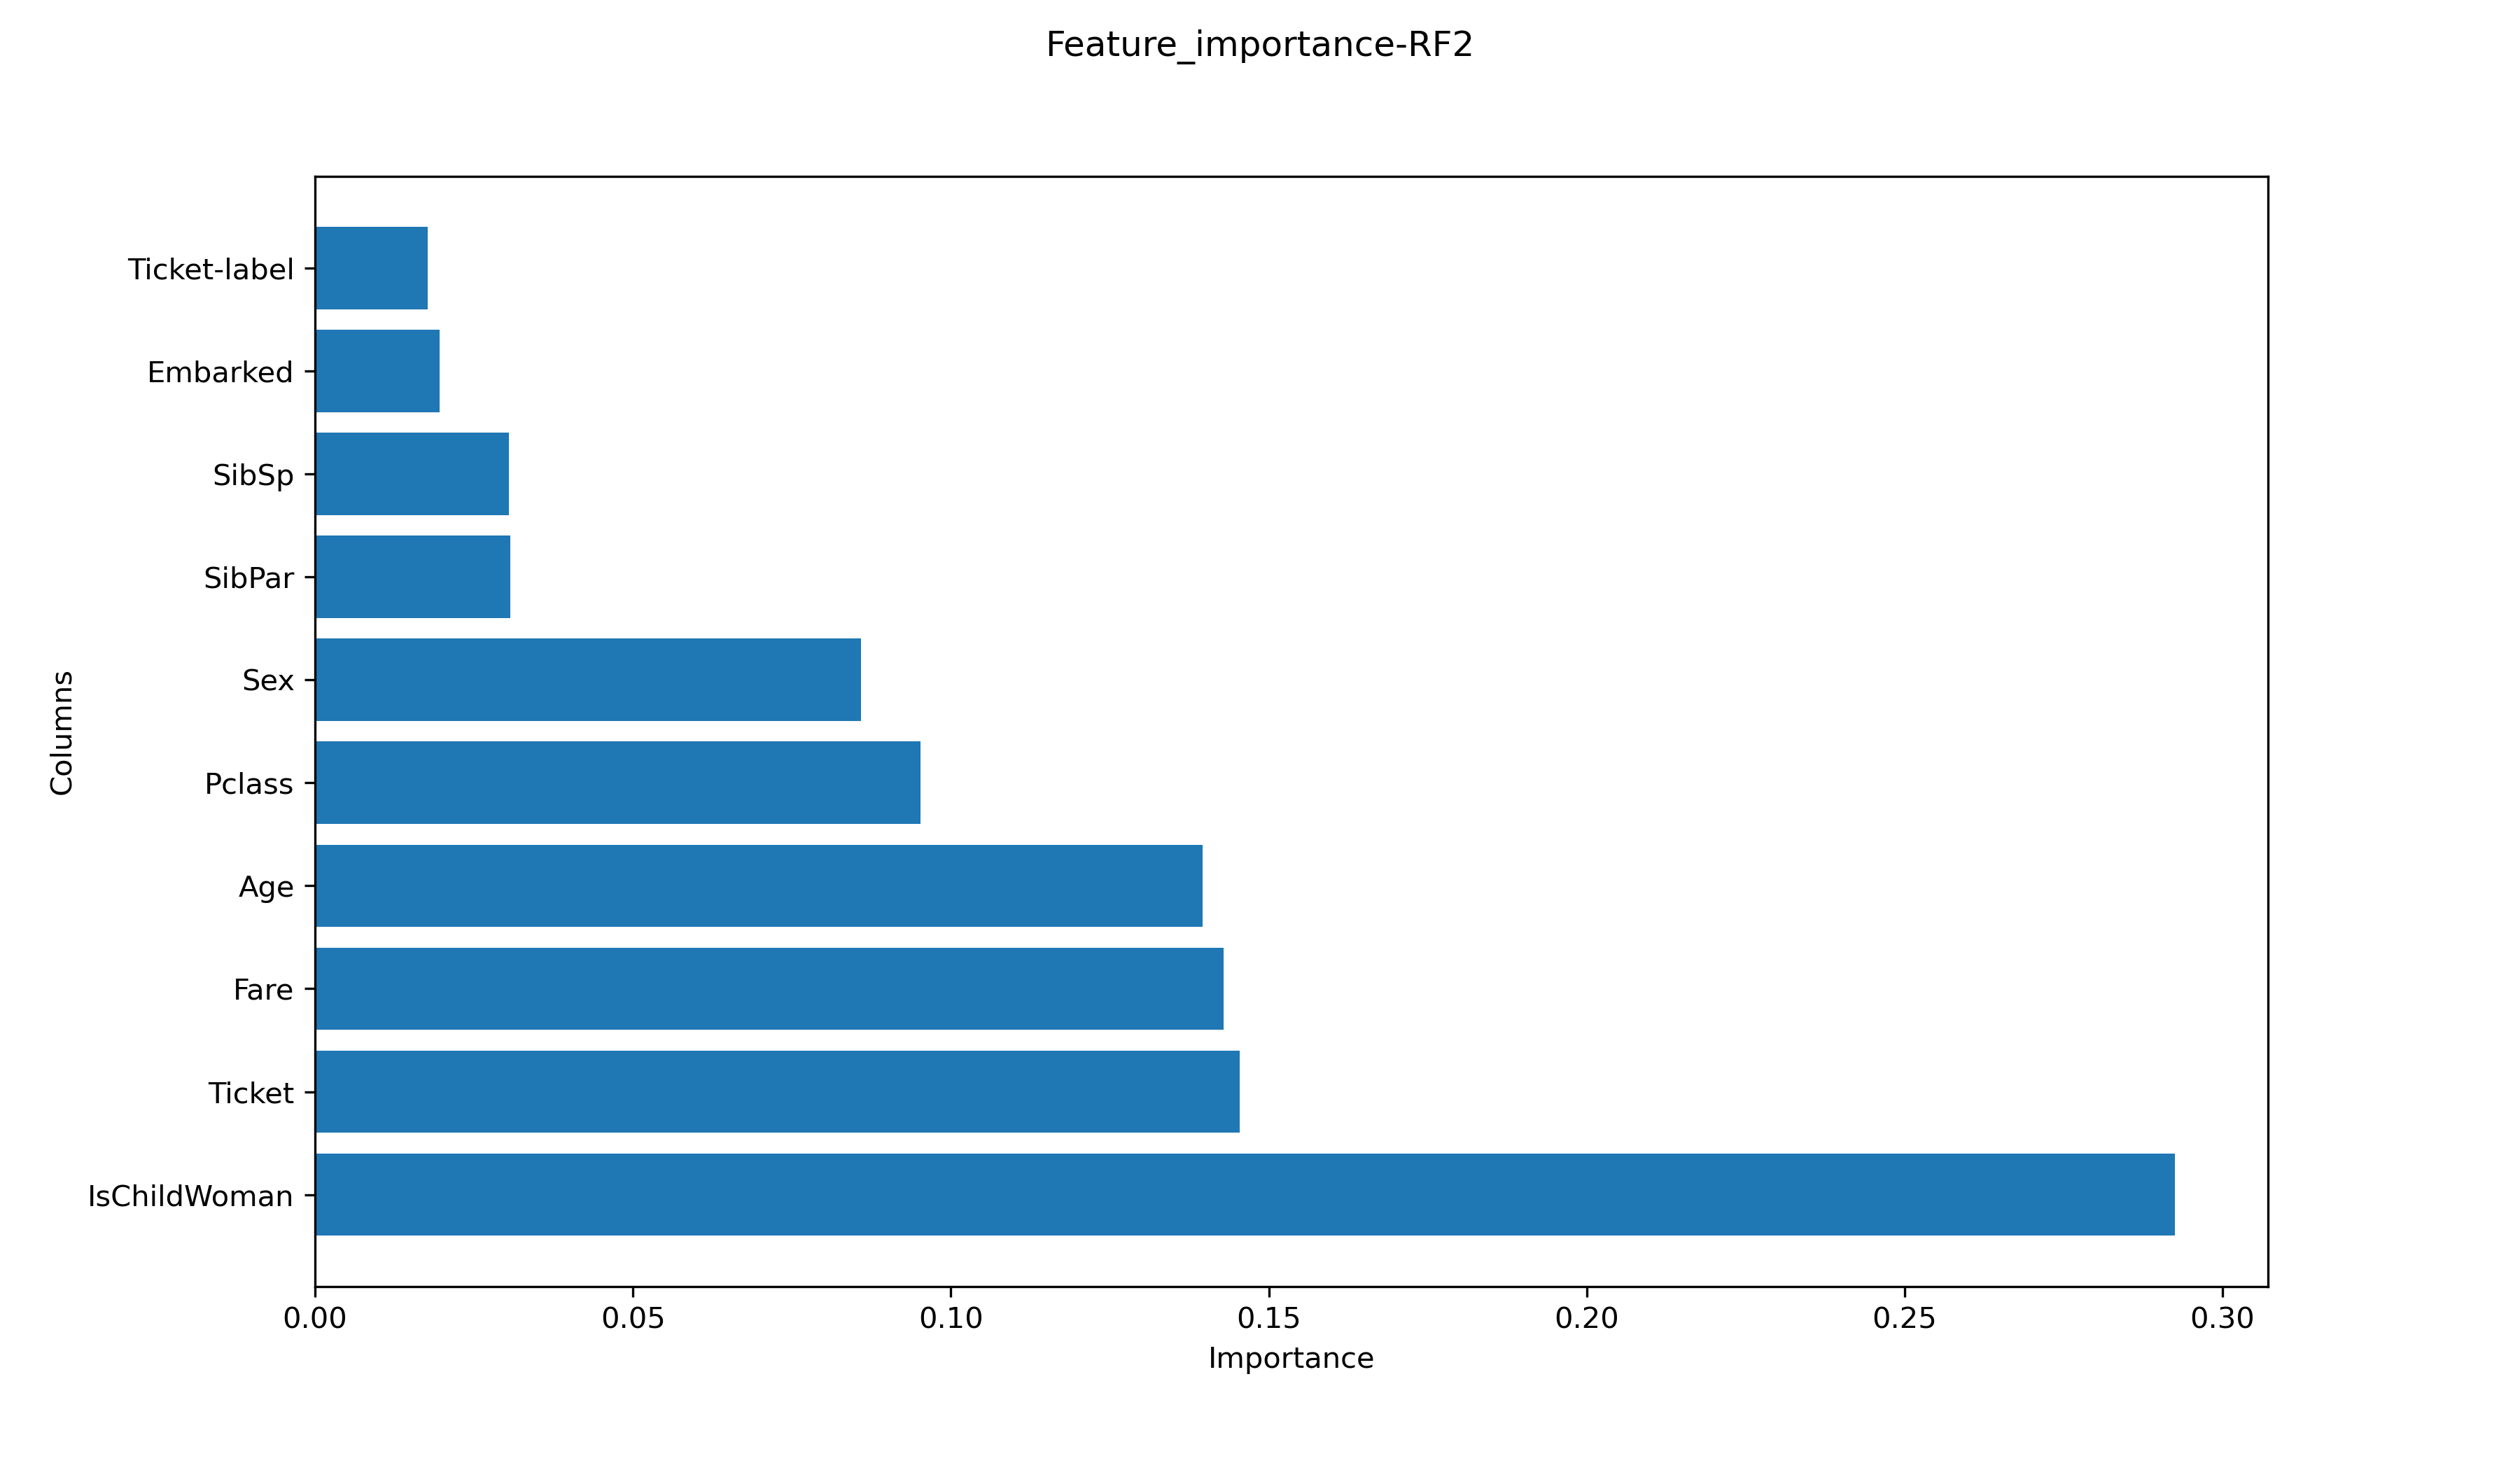 Feature_importance-RF2
Columns
Ticket-label
Embarked
SibSp
SibPar
Sex
Pclass
Age
Fare
Ticket
IsChildWoman
0.00 0.05 0.10 0.15 0.20 0.25 0.30
Importance